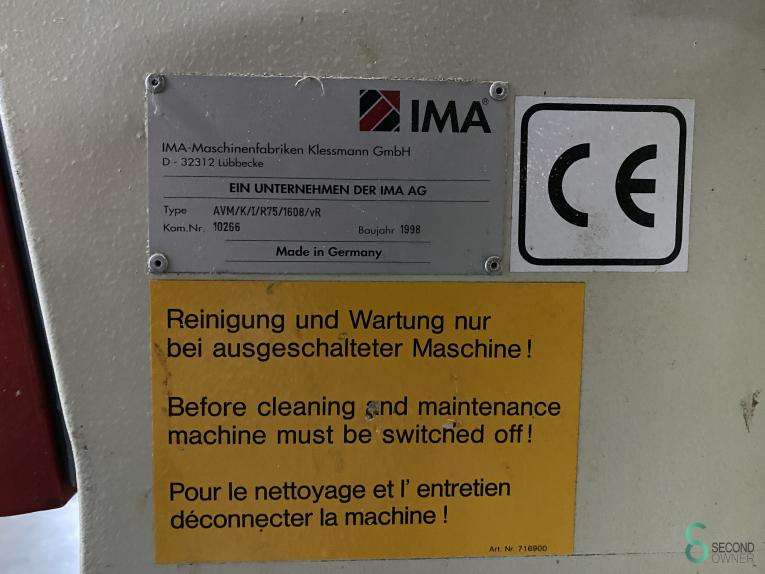 IMA®
IMA-Maschinenfabriken Klessmann GmbH
D - 32312 Lübbecke
EIN UNTERNEHMEN DER IMA AG
Type AVM/K/I/R75/1608/vR
Kom.Nr. 10266 Baujahr 1998
Made in Germany
CE
Reinigung und Wartung nur
bei ausgeschalteter Maschine!
Before cleaning and maintenance
machine must be switched off!
Pour le nettoyage et l' entretien
déconnecter la machine!
Art. Nr. 716900
SECOND
OWNER